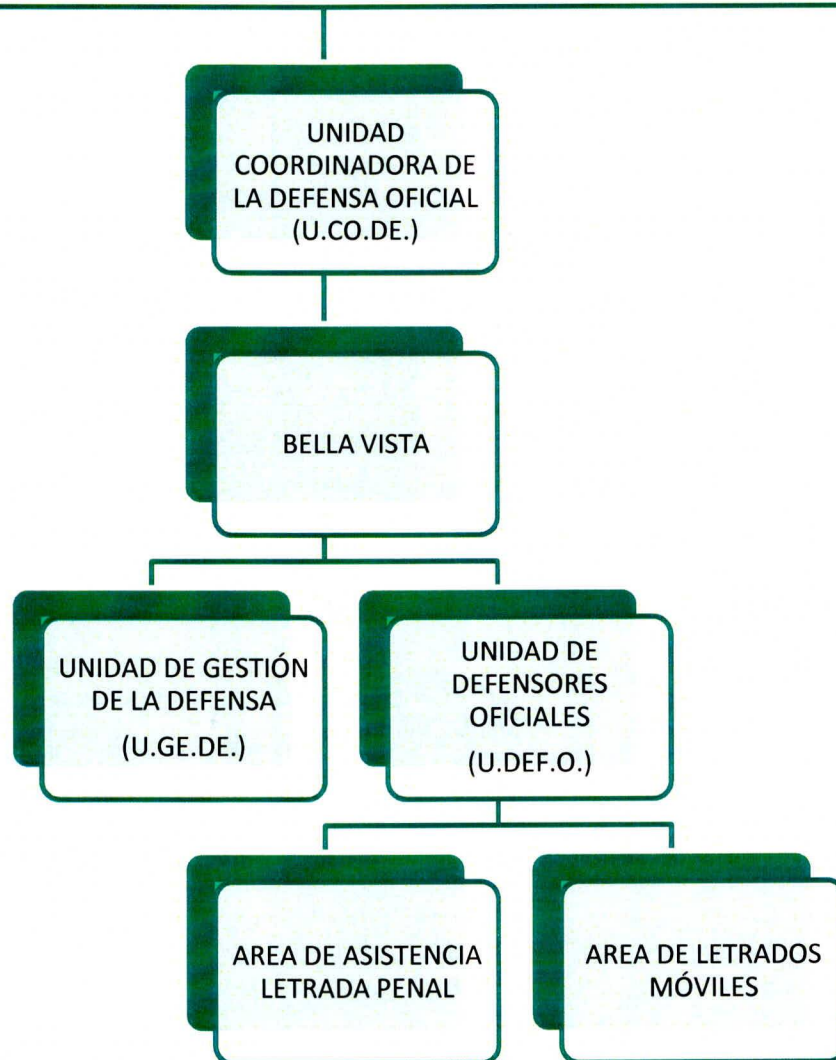 UNIDAD
COORDINADORA DE
LA DEFENSA OFICIAL
(U.CO.DE.)
BELLA VISTA
UNIDAD DE GESTIÓN
DE LA DEFENSA
(U.GE.DE.)
UNIDAD DE
DEFENSORES
OFICIALES
(U.DEF.O.)
AREA DE ASISTENCIA
LETRADA PENAL
AREA DE LETRADOS
MÓVILES